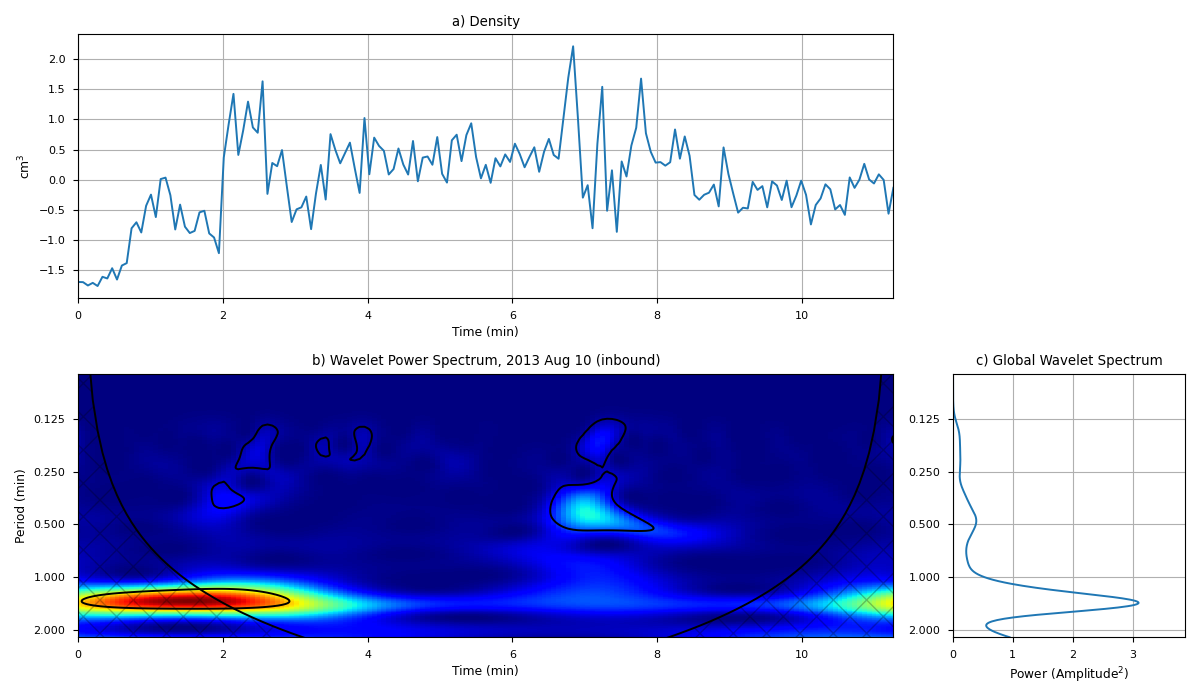 a) Density
2.0
1.5
1.0
0.5
0.0
−0.5
−1.0
−1.5
cm³
0 2 4 6 8 10
Time (min)
b) Wavelet Power Spectrum, 2013 Aug 10 (inbound)
0.125
0.250
0.500
1.000
2.000
Period (min)
0 2 4 6 8 10
Time (min)
c) Global Wavelet Spectrum
0.125
0.250
0.500
1.000
2.000
0 1 2 3
Power (Amplitude²)